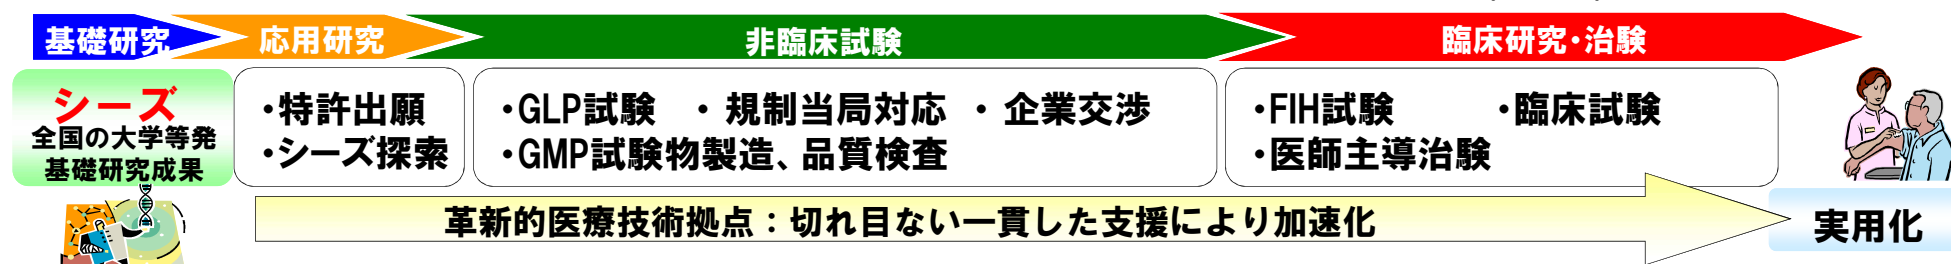 基礎研究
応用研究
非臨床試験
臨床研究･治験
シーズ
全国の大学等発
基礎研究成果
･特許出願
･シーズ探索
･GLP試験 ･規制当局対応 ･企業交渉
･GMP試験物製造、品質検査
･FIH試験 ･臨床試験
･医師主導治験
革新的医療技術拠点：切れ目ない一貫した支援により加速化
実用化